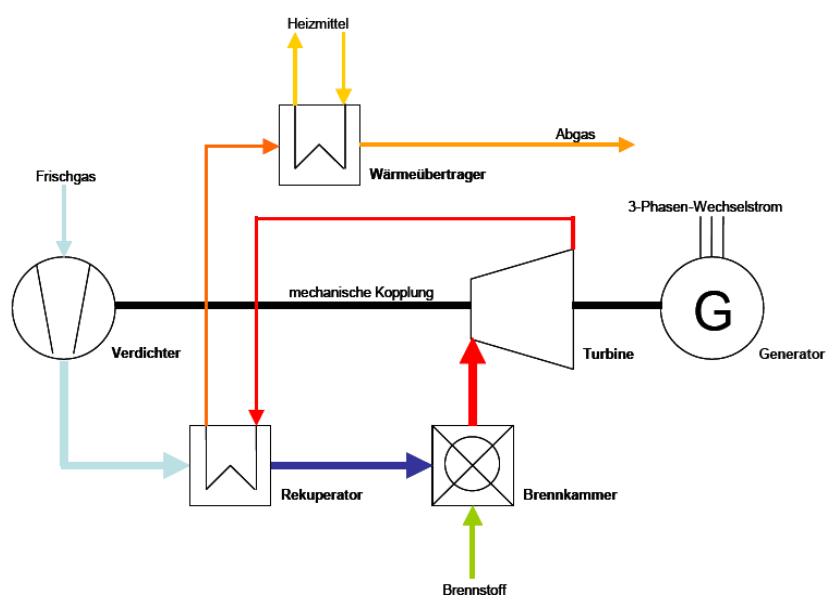 Heizmittel
Abgas
Wärmeübertrager
Frischgas
3-Phasen-Wechselstrom
mechanische Kopplung
G
Verdichter
Turbine
Generator
Rekuperator
Brennkammer
Brennstoff